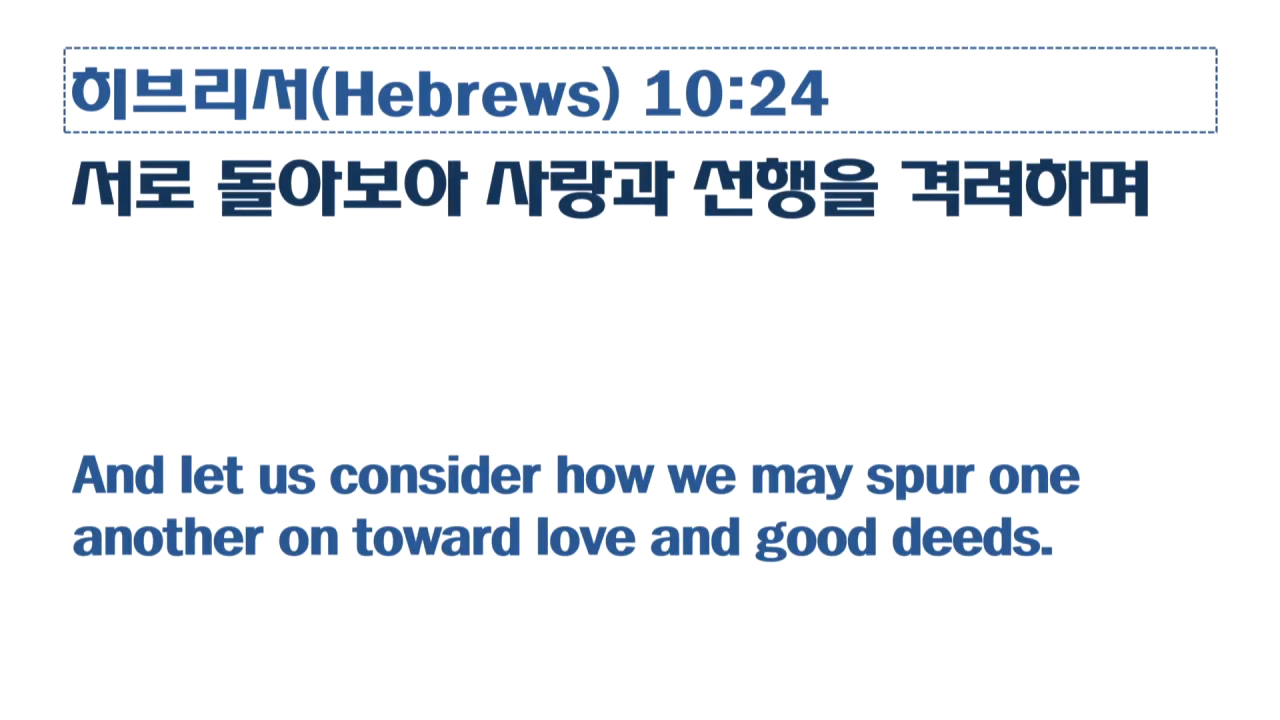 히브리서(Hebrews) 10:24
서로 돌아보아 사랑과 선행을 격려하며
And let us consider how we may spur one
another on toward love and good deeds.